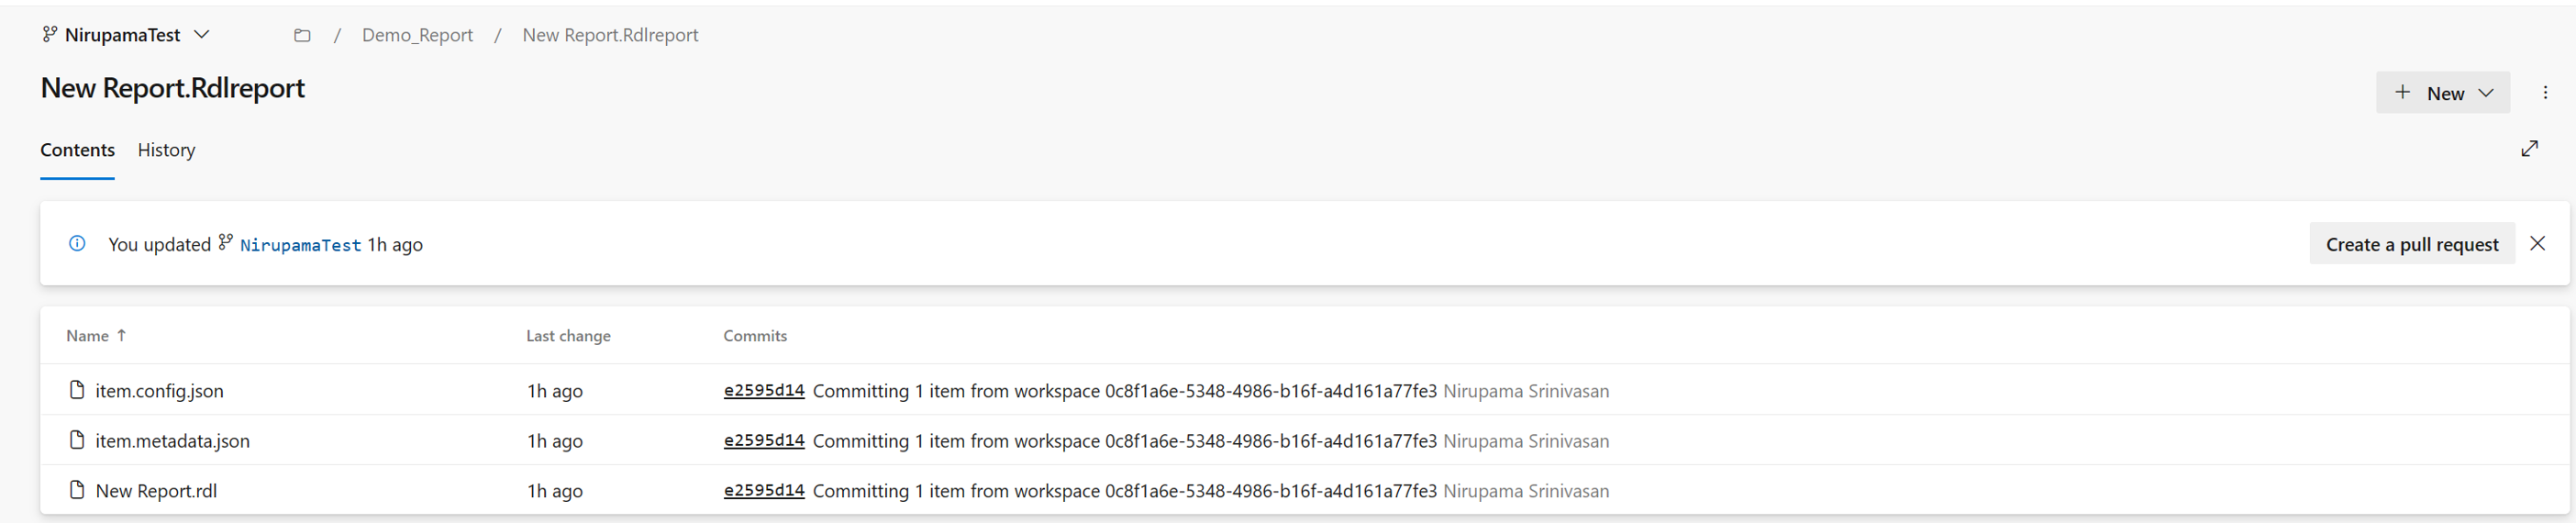 NirupamaTest / Demo_Report / New Report.Rdlreport
New Report.Rdlreport
New
Contents History
You updated NirupamaTest 1h ago Create a pull request
Name ↑ Last change Commits
item.config.json 1h ago e2595d14 Committing 1 item from workspace 0c8f1a6e-5348-4986-b16f-a4d161a77fe3 Nirupama Srinivasan
item.metadata.json 1h ago e2595d14 Committing 1 item from workspace 0c8f1a6e-5348-4986-b16f-a4d161a77fe3 Nirupama Srinivasan
New Report.rdl 1h ago e2595d14 Committing 1 item from workspace 0c8f1a6e-5348-4986-b16f-a4d161a77fe3 Nirupama Srinivasan